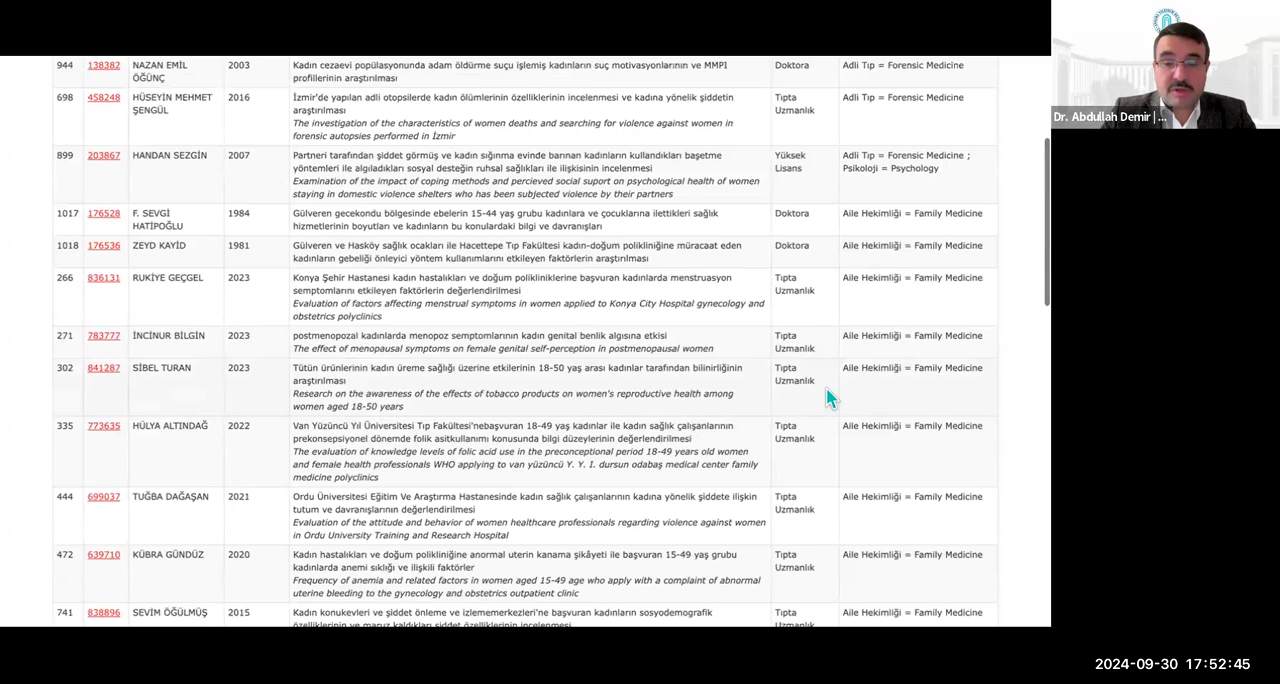 944 138382 NAZAN EMİL 2003 Kadın cezaevi popülasyonunda adam öldürme suçu işlemiş kadınların suç motivasyonlarının ve MMPI Doktora Adli Tıp = Forensic Medicine
ÖĞÜNÇ profillerinin araştırılması
698 458248 HÜSEYİN MEHMET 2016 İzmir'de yapılan adli otopsilerde kadın ölümlerinin özelliklerinin incelenmesi ve kadına yönelik şiddetin Tıpta Adli Tıp = Forensic Medicine
ŞENGÜL araştırılması Uzmanlık
The investigation of the characteristics of women deaths and searching for violence against women in
forensic autopsies performed in İzmir
899 203867 HANDAN SEZGİN 2007 Partneri tarafından şiddet görmüş ve kadın sığınma evinde barınan kadınların kullandıkları başetme Yüksek Adli Tıp = Forensic Medicine ;
yöntemleri ile algıladıkları sosyal desteğin ruhsal sağlıkları ile ilişkisinin incelenmesi Lisans Psikoloji = Psychology
Examination of the impact of coping methods and percieved social suport on psychological health of women
staying in domestic violence shelters who has been subjected violence by their partners
1017 176528 F. SEVGİ 1984 Gülveren gecekondu bölgesinde ebelerin 15-44 yaş grubu kadınlara ve çocuklarına ilettikleri sağlık Doktora Aile Hekimliği = Family Medicine
HATİPOĞLU hizmetlerinin boyutları ve kadınların bu konulardaki bilgi ve davranışları
1018 176536 ZEYD KAYİD 1981 Gülveren ve Hasköy sağlık ocakları ile Hacettepe Tıp Fakültesi kadın-doğum polikliniğine müracaat eden Doktora Aile Hekimliği = Family Medicine
kadınların gebeliği önleyici yöntem kullanımlarını etkileyen faktörlerin araştırılması
266 836131 RUKİYE GEÇGEL 2023 Konya Şehir Hastanesi kadın hastalıkları ve doğum polikliniklerine başvuran kadınlarda menstruasyon Tıpta Aile Hekimliği = Family Medicine
semptomlarını etkileyen faktörlerin değerlendirilmesi Uzmanlık
Evaluation of factors affecting menstrual symptoms in women applied to Konya City Hospital gynecology and
obstetrics polyclinics
271 783777 İNCİNUR BİLGİN 2023 postmenopozal kadınlarda menopoz semptomlarının kadın genital benlik algısına etkisi Tıpta Aile Hekimliği = Family Medicine
The effect of menopausal symptoms on female genital self-perception in postmenopausal women Uzmanlık
302 841287 SİBEL TURAN 2023 Tütün ürünlerinin kadın üreme sağlığı üzerine etkilerinin 18-50 yaş arası kadınlar tarafından bilinirliğinin Tıpta Aile Hekimliği = Family Medicine
araştırılması Uzmanlık
Research on the awareness of the effects of tobacco products on women's reproductive health among
women aged 18-50 years
335 773635 HÜLYA ALTINDAĞ 2022 Van Yüzüncü Yıl Üniversitesi Tıp Fakültesi'nebaşvuran 18-49 yaş kadınlar ile kadın sağlık çalışanlarının Tıpta Aile Hekimliği = Family Medicine
prekonsepsiyonel dönemde folik asitkullanımı konusunda bilgi düzeylerinin değerlendirilmesi Uzmanlık
The evaluation of knowledge levels of folic acid use in the preconceptional period 18-49 years old women
and female health professionals WHO applying to van yüzüncü Y. Y. I. dursun odabaş medical center family
medicine polyclinics
444 699037 TUĞBA DAĞAŞAN 2021 Ordu Üniversitesi Eğitim Ve Araştırma Hastanesinde kadın sağlık çalışanlarının kadına yönelik şiddete ilişkin Tıpta Aile Hekimliği = Family Medicine
tutum ve davranışlarının değerlendirilmesi Uzmanlık
Evaluation of the attitude and behavior of women healthcare professionals regarding violence against women
in Ordu University Training and Research Hospital
472 639710 KÜBRA GÜNDÜZ 2020 Kadın hastalıkları ve doğum polikliniğine anormal uterin kanama şikâyeti ile başvuran 15-49 yaş grubu Tıpta Aile Hekimliği = Family Medicine
kadınlarda anemi sıklığı ve ilişkili faktörler Uzmanlık
Frequency of anemia and related factors in women aged 15-49 age who apply with a complaint of abnormal
uterine bleeding to the gynecology and obstetrics outpatient clinic
741 838896 SEVİM ÖĞÜLMÜŞ 2015 Kadın konukevleri ve şiddet önleme ve izlememerkezleri'ne başvuran kadınların sosyodemografik Tıpta Aile Hekimliği = Family Medicine
özelliklerinin ve maruz kaldıkları şiddet özelliklerinin incelenmesi Uzmanlık
Dr. Abdullah Demir | ...
2024-09-30 17:52:45